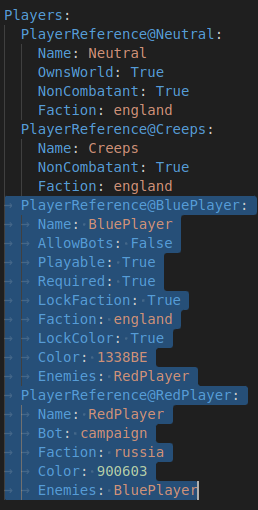 Players:
PlayerReference@Neutral:
Name: Neutral
OwnsWorld: True
NonCombatant: True
Faction: england
PlayerReference@Creeps:
Name: Creeps
NonCombatant: True
Faction: england
PlayerReference@BluePlayer:
Name: BluePlayer
AllowBots: False
Playable: True
Required: True
LockFaction: True
Faction: england
LockColor: True
Color: 1338BE
Enemies: RedPlayer
PlayerReference@RedPlayer:
Name: RedPlayer
Bot: campaign
Faction: russia
Color: 900603
Enemies: BluePlayer